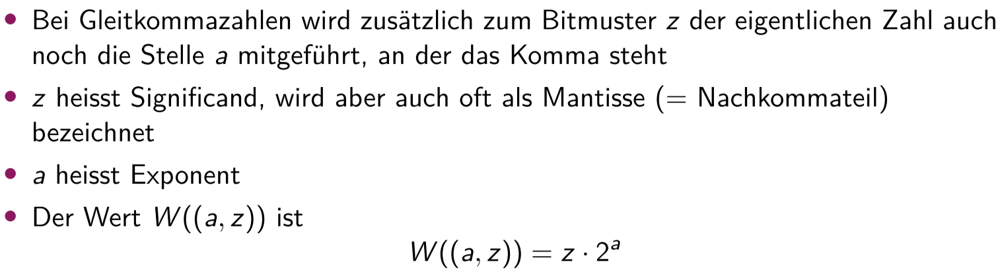 • Bei Gleitkommazahlen wird zusätzlich zum Bitmuster z der eigentlichen Zahl auch
noch die Stelle a mitgeführt, an der das Komma steht
• z heisst Significand, wird aber auch oft als Mantisse (= Nachkommateil)
bezeichnet
• a heisst Exponent
• Der Wert W((a, z)) ist
W((a, z)) = z · 2^a